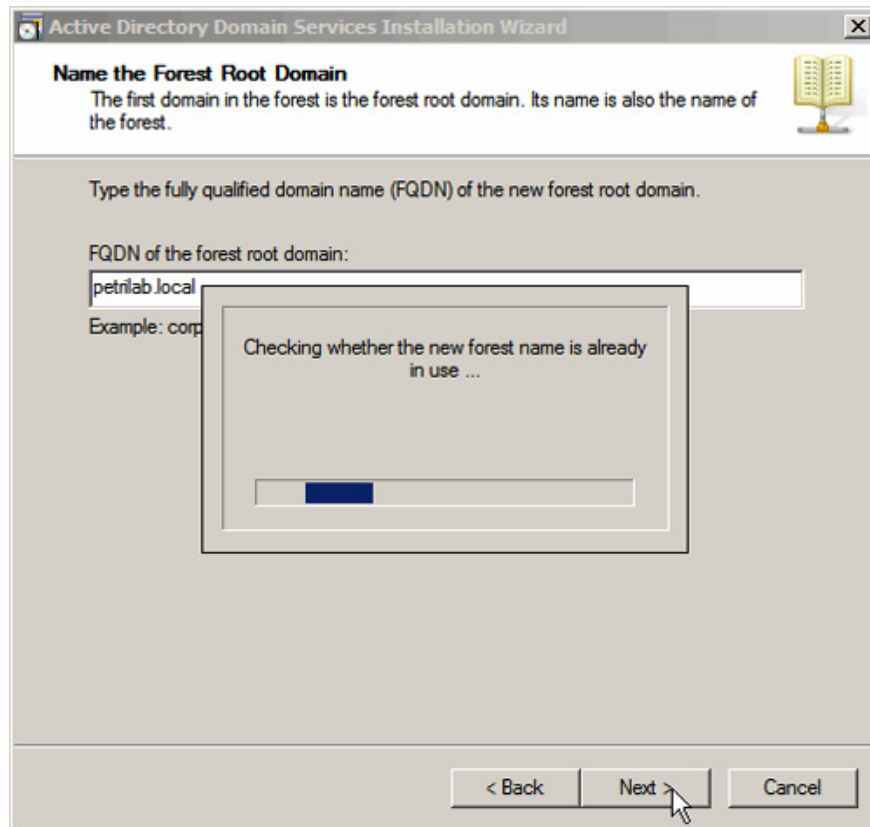 Active Directory Domain Services Installation Wizard
Name the Forest Root Domain
The first domain in the forest is the forest root domain. Its name is also the name of
the forest.
Type the fully qualified domain name (FQDN) of the new forest root domain.
FQDN of the forest root domain:
petrilab.local
Example: corp
Checking whether the new forest name is already
in use ...
< Back
Next >
Cancel